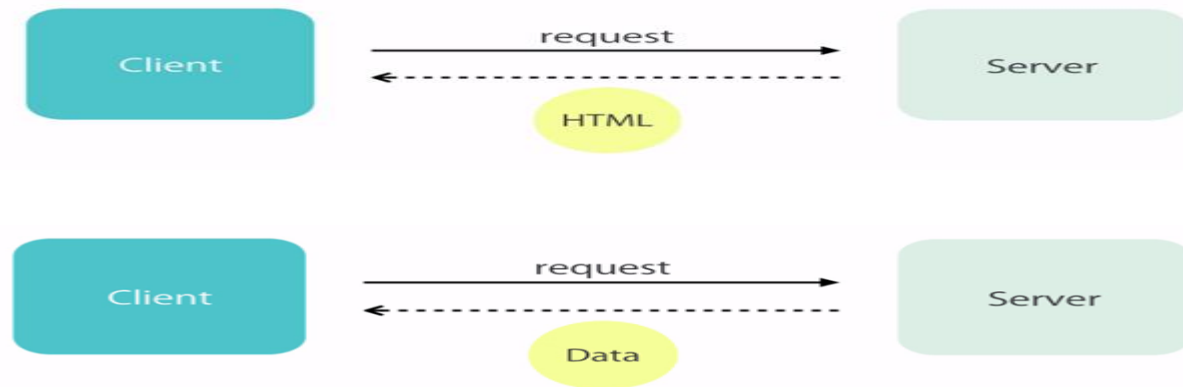 request
Client
Server
HTML
request
Client
Server
Data